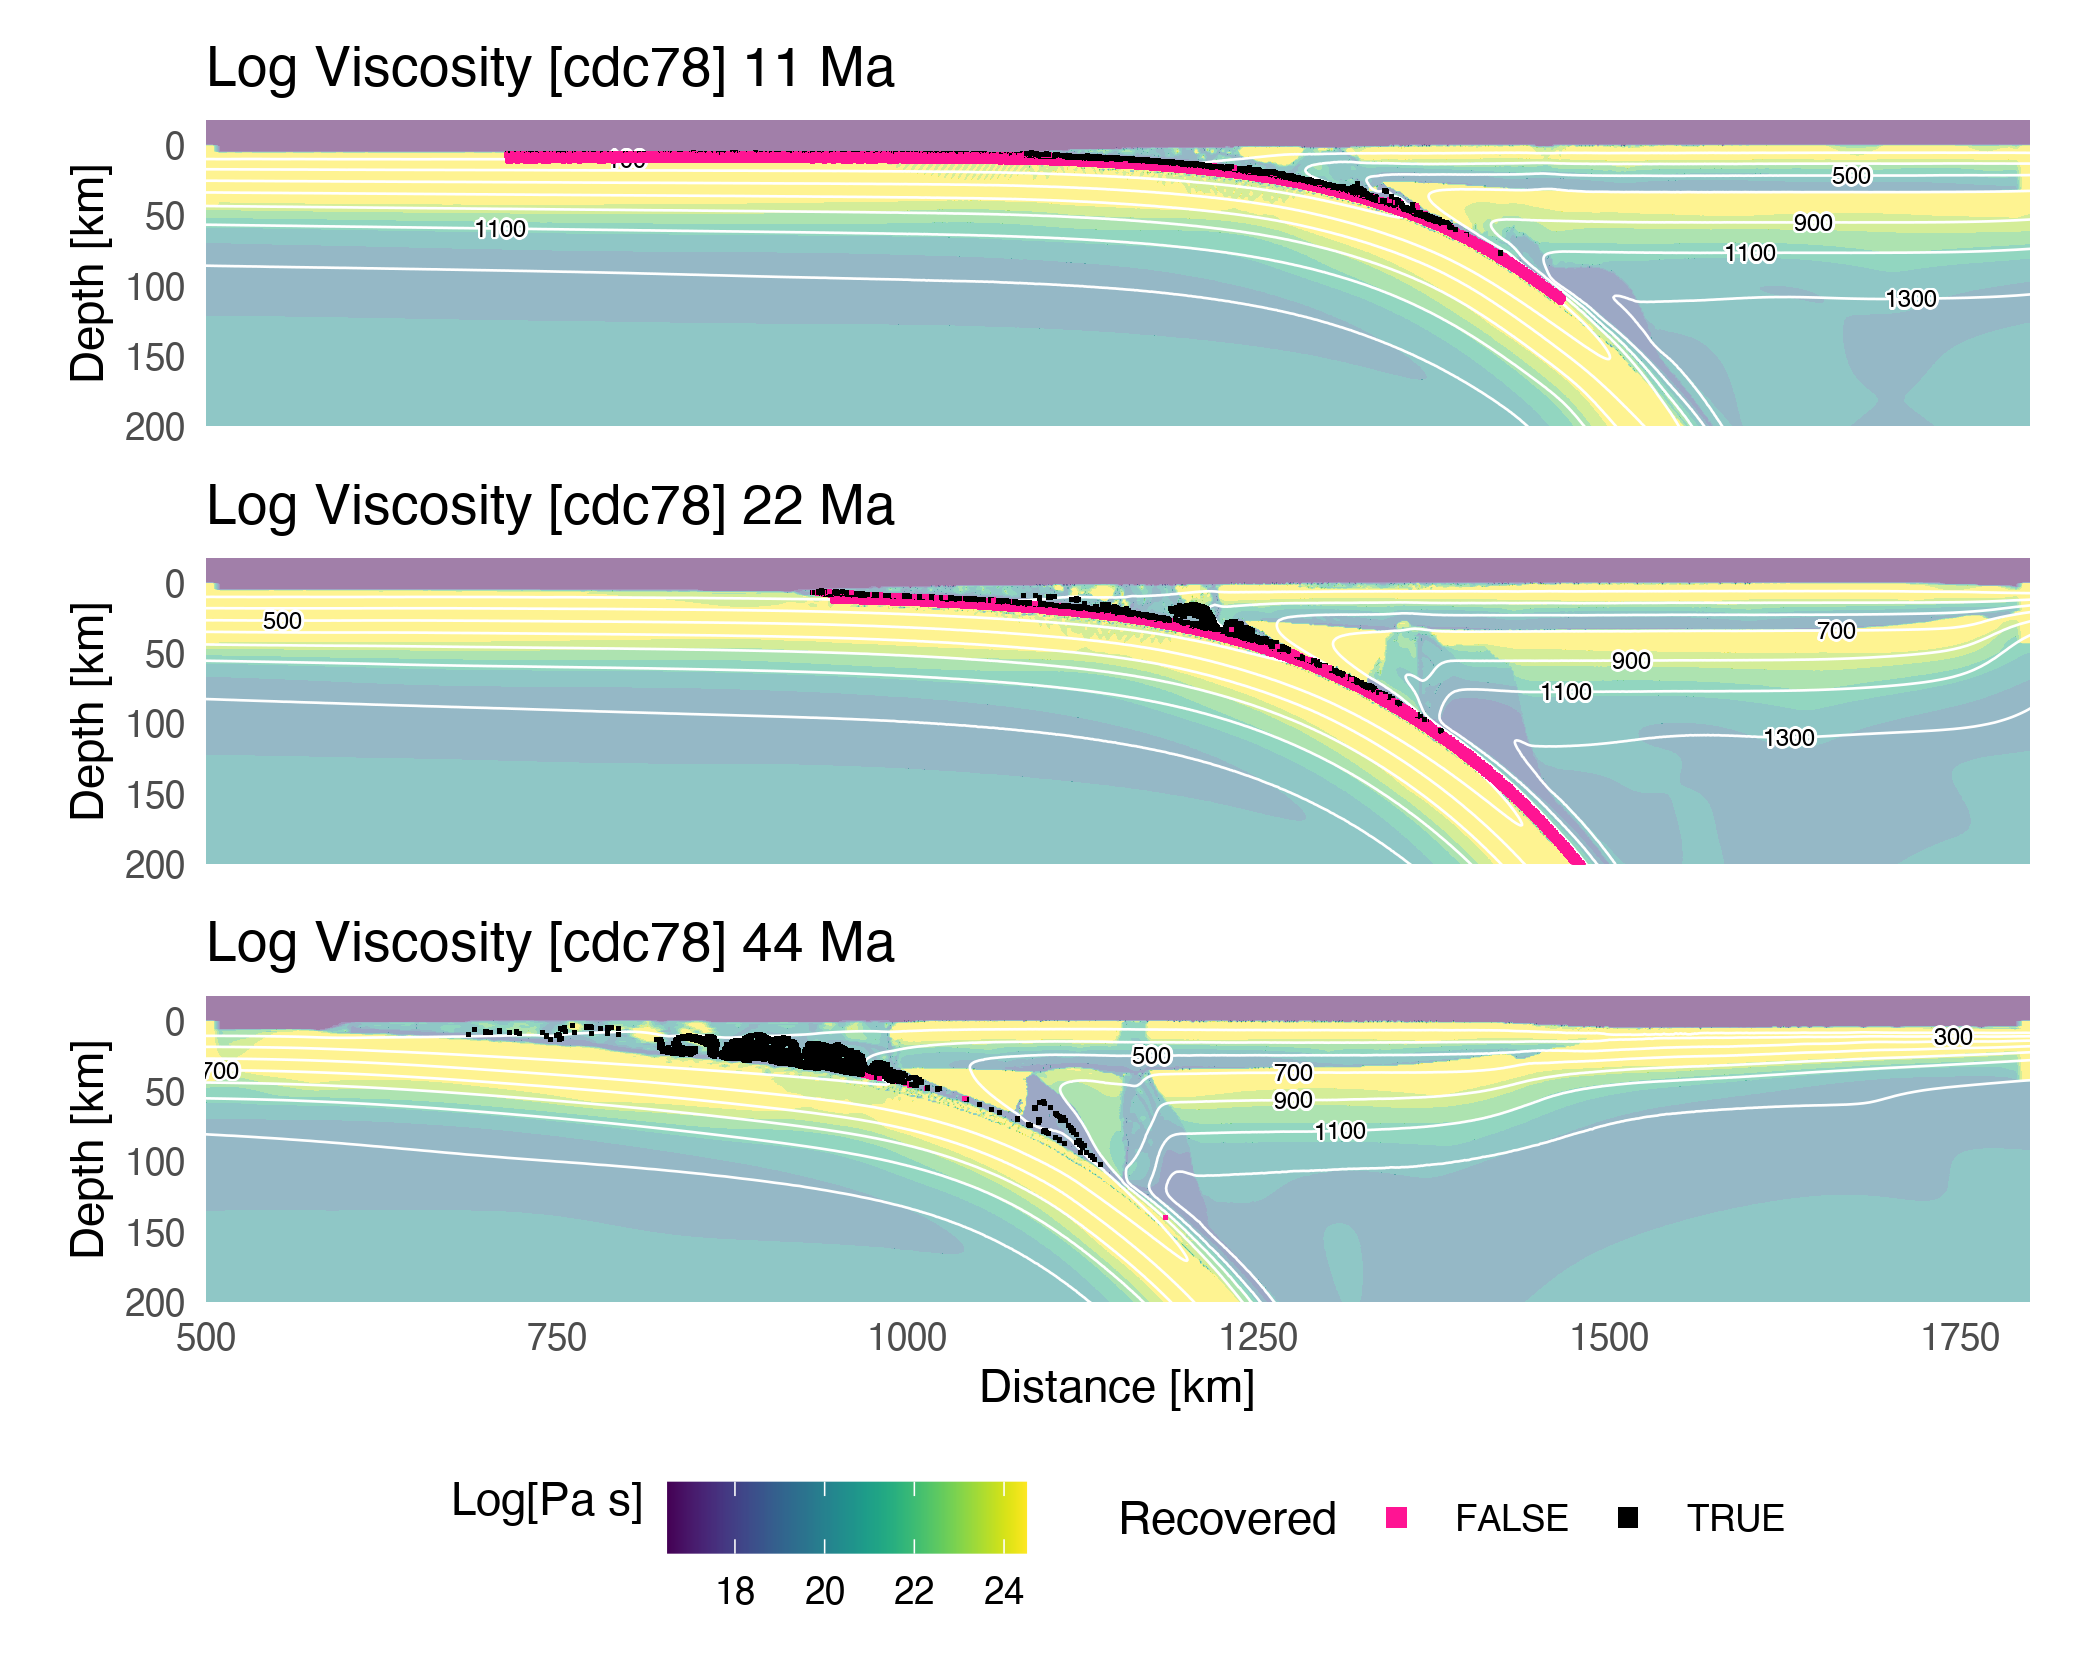 Log Viscosity [cdc78] 11 Ma
Depth [km]
0
50
100
150
200
100
1100
500
900
1100
1300
Log Viscosity [cdc78] 22 Ma
Depth [km]
0
50
100
150
200
500
700
900
1100
1300
Log Viscosity [cdc78] 44 Ma
Depth [km]
0
50
100
150
200
700
300
500
700
900
1100
500 750 1000 1250 1500 1750
Distance [km]
Log[Pa s]
18 20 22 24
Recovered FALSE TRUE